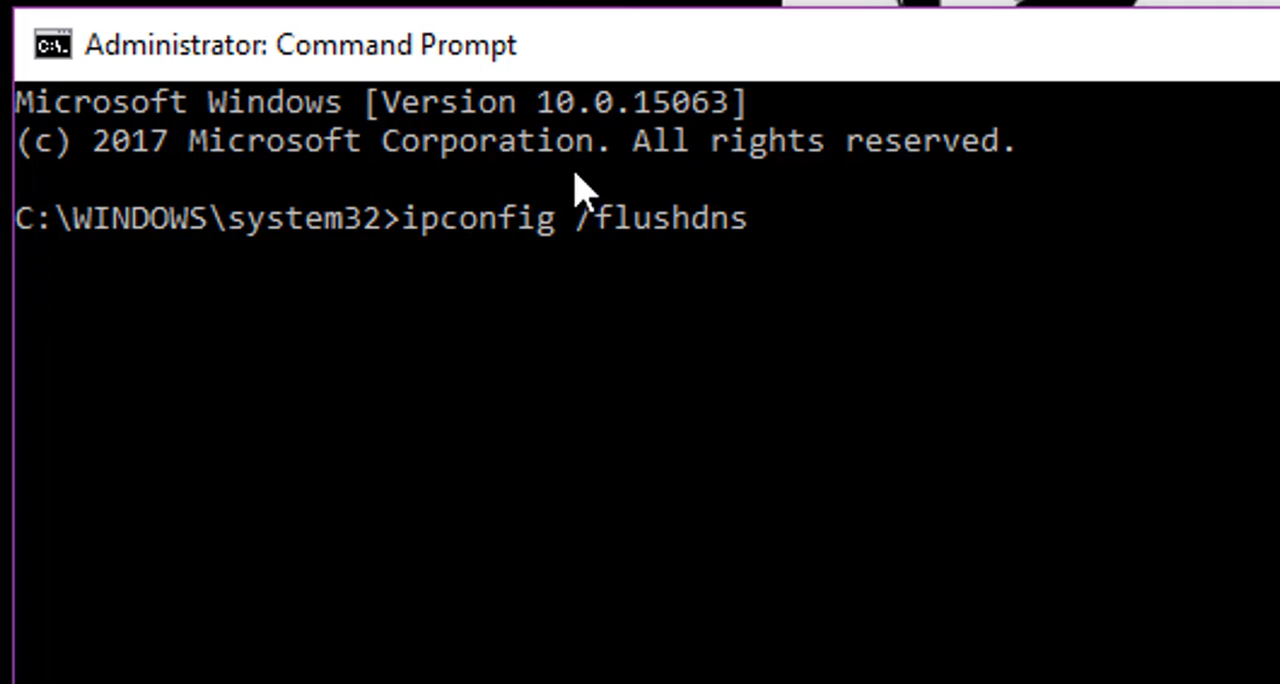 Administrator: Command Prompt
Microsoft Windows [Version 10.0.15063]
(c) 2017 Microsoft Corporation. All rights reserved.
C:\WINDOWS\system32>ipconfig /flushdns